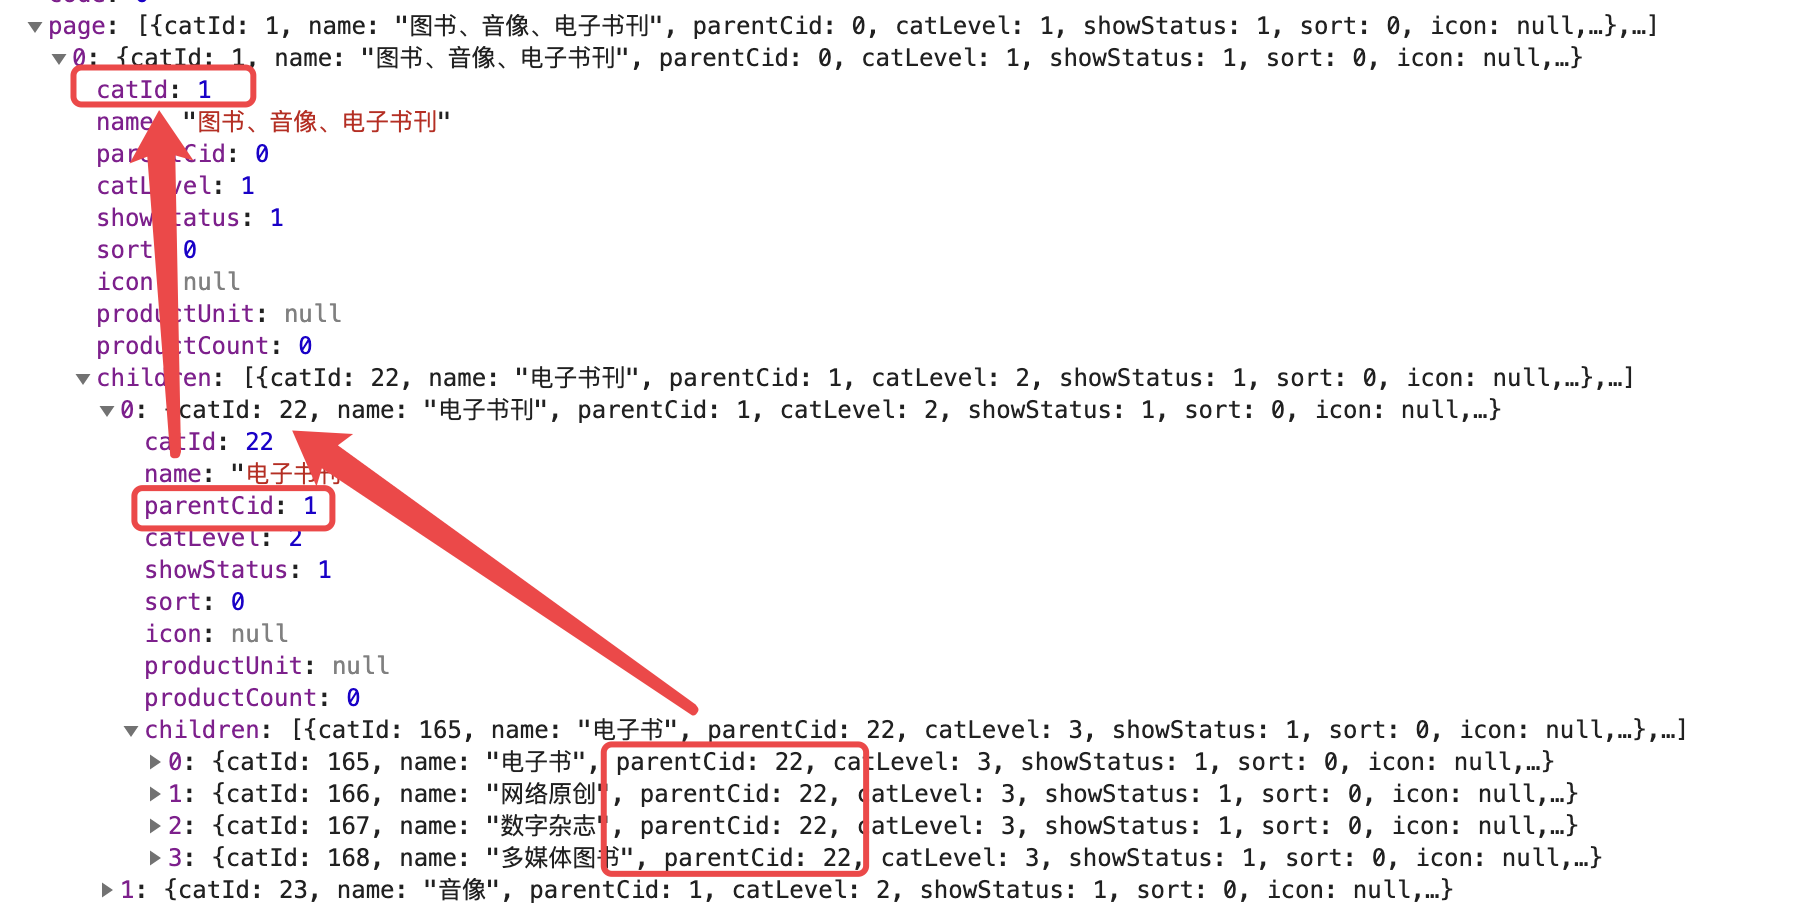 page: [{catId: 1, name: "图书、音像、电子书刊", parentCid: 0, catLevel: 1, showStatus: 1, sort: 0, icon: null,…},…]
0: {catId: 1, name: "图书、音像、电子书刊", parentCid: 0, catLevel: 1, showStatus: 1, sort: 0, icon: null,…}
catId: 1
name: "图书、音像、电子书刊"
parentCid: 0
catLevel: 1
showStatus: 1
sort: 0
icon: null
productUnit: null
productCount: 0
children: [{catId: 22, name: "电子书刊", parentCid: 1, catLevel: 2, showStatus: 1, sort: 0, icon: null,…},…]
0: {catId: 22, name: "电子书刊", parentCid: 1, catLevel: 2, showStatus: 1, sort: 0, icon: null,…}
catId: 22
name: "电子书刊
parentCid: 1
catLevel: 2
showStatus: 1
sort: 0
icon: null
productUnit: null
productCount: 0
children: [{catId: 165, name: "电子书", parentCid: 22, catLevel: 3, showStatus: 1, sort: 0, icon: null,…},…]
0: {catId: 165, name: "电子书", parentCid: 22, catLevel: 3, showStatus: 1, sort: 0, icon: null,…}
1: {catId: 166, name: "网络原创", parentCid: 22, catLevel: 3, showStatus: 1, sort: 0, icon: null,…}
2: {catId: 167, name: "数字杂志", parentCid: 22, catLevel: 3, showStatus: 1, sort: 0, icon: null,…}
3: {catId: 168, name: "多媒体图书", parentCid: 22, catLevel: 3, showStatus: 1, sort: 0, icon: null,…}
1: {catId: 23, name: "音像", parentCid: 1, catLevel: 2, showStatus: 1, sort: 0, icon: null,…}